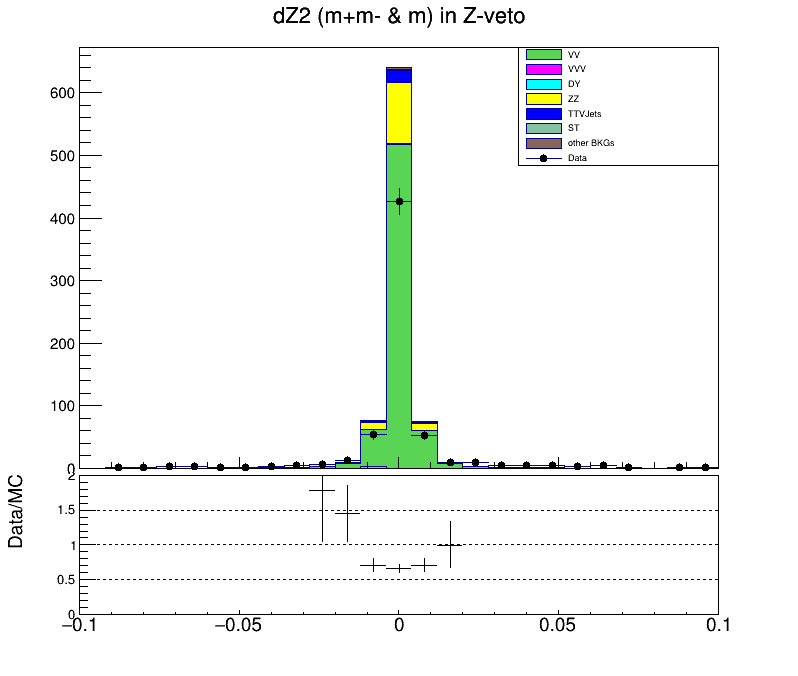 dZ2 (m+m- & m) in Z-veto
VV
VVV
DY
ZZ
TTVJets
ST
other BKGs
Data
600
500
400
300
200
100
0
Data/MC
2
1.5
1
0.5
0
−0.1
−0.05
0
0.05
0.1